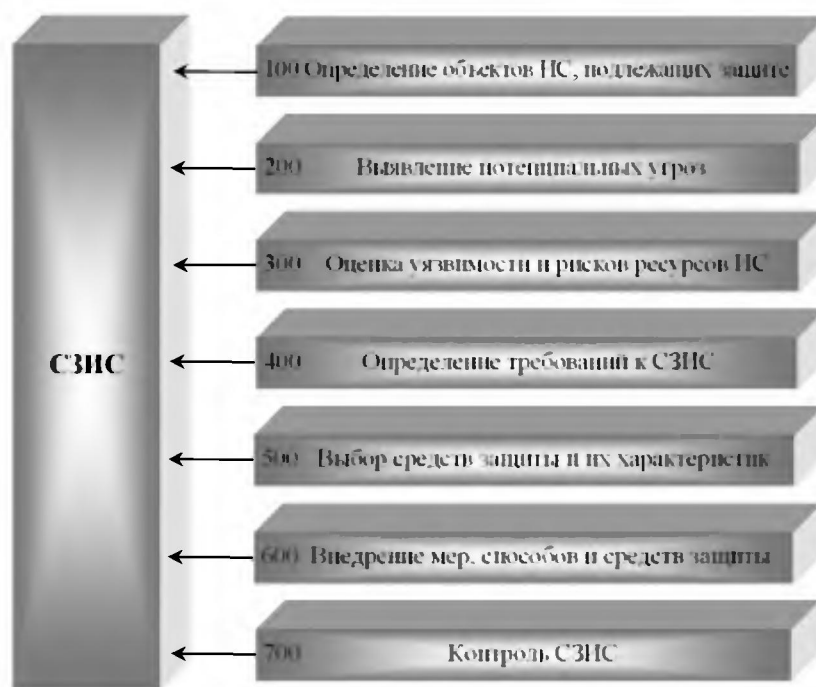 СЗИС
100 Определение объектов ИС, подлежащих защите
200 Выявление потенциальных угроз
300 Оценка уязвимости и рисков ресурсов ИС
400 Определение требований к СЗИС
500 Выбор средств защиты и их характеристик
600 Внедрение мер, способов и средств защиты
700 Контроль СЗИС